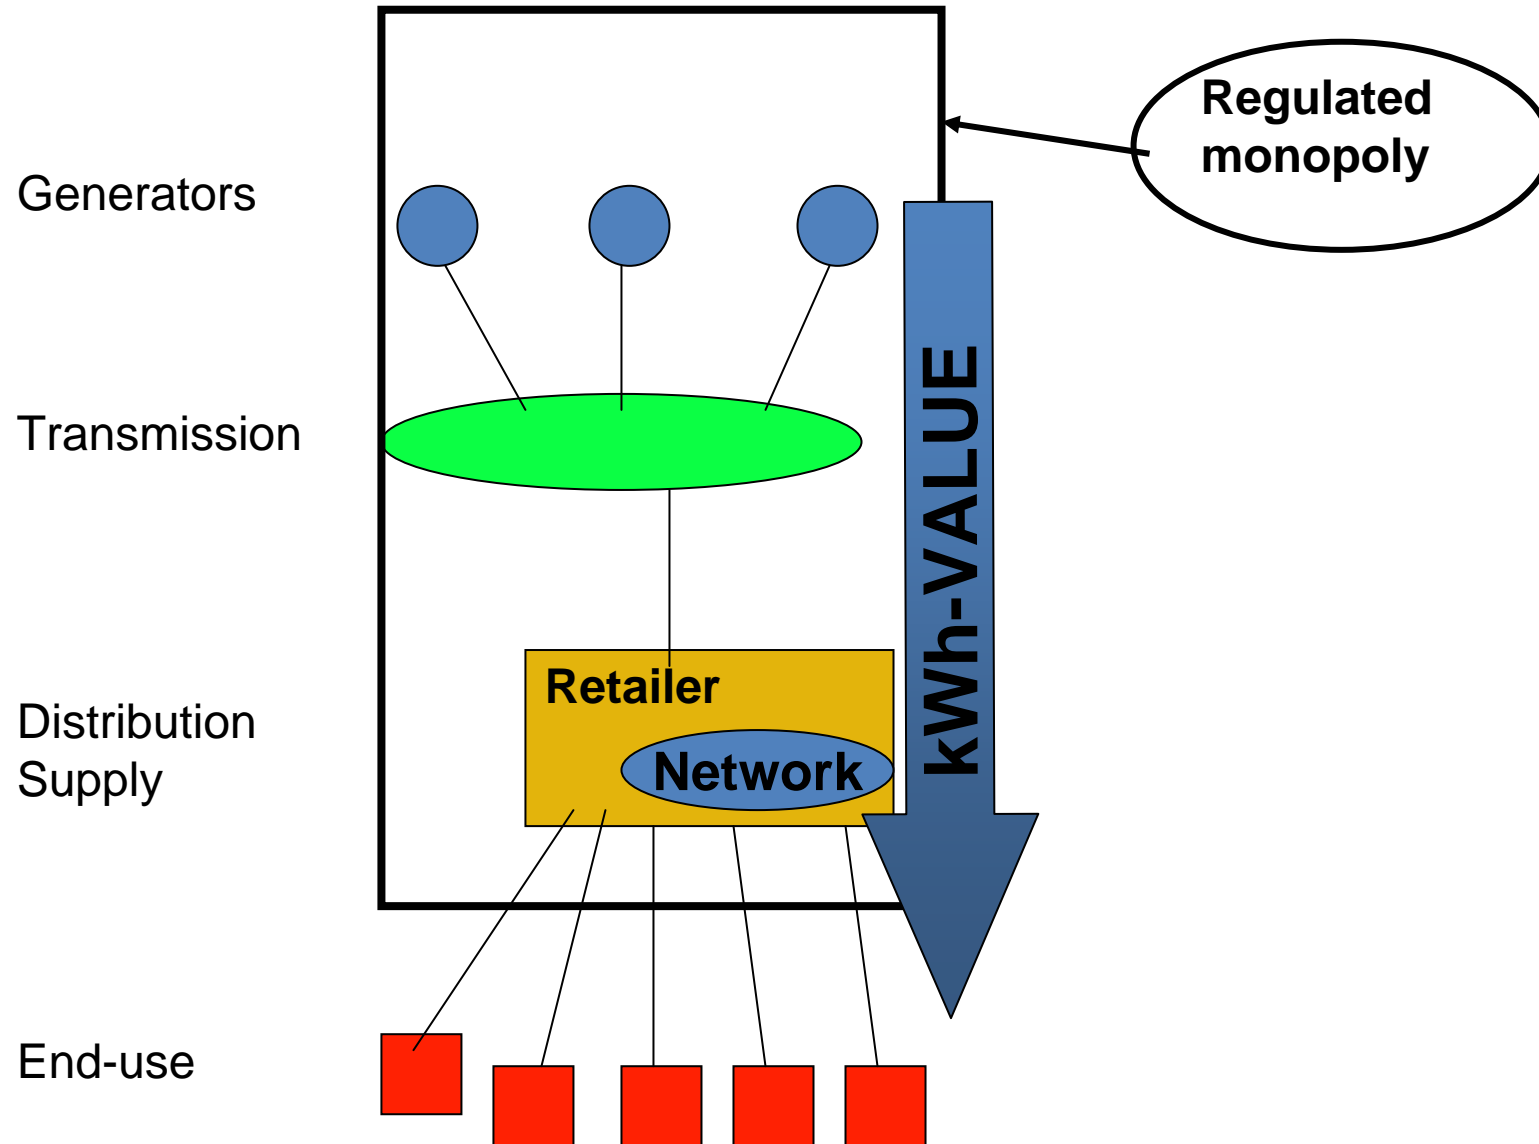 Regulated
monopoly
Generators
Transmission
kWh-VALUE
Retailer
Distribution
Supply
Network
End-use